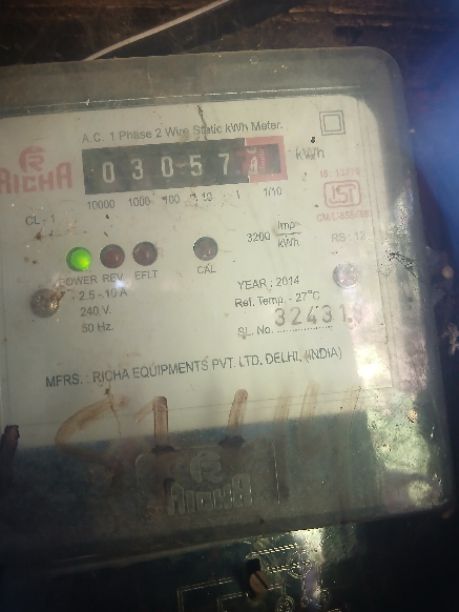 A.C. 1 Phase 2 Wire Static kWh Meter.
RICHA
0 3 0 5 7
kWh
10000 1000 100 10 1 1/10
CL - 1
3200 Imp/kWh
RS - 12
POWER REV EFLT CAL
2.5 - 10 A
240 V.
50 Hz.
YEAR : 2014
Ref. Temp. - 27°C
SL. No.
MFRS. : RICHA EQUIPMENTS PVT. LTD. DELHI, (INDIA)
RICHA